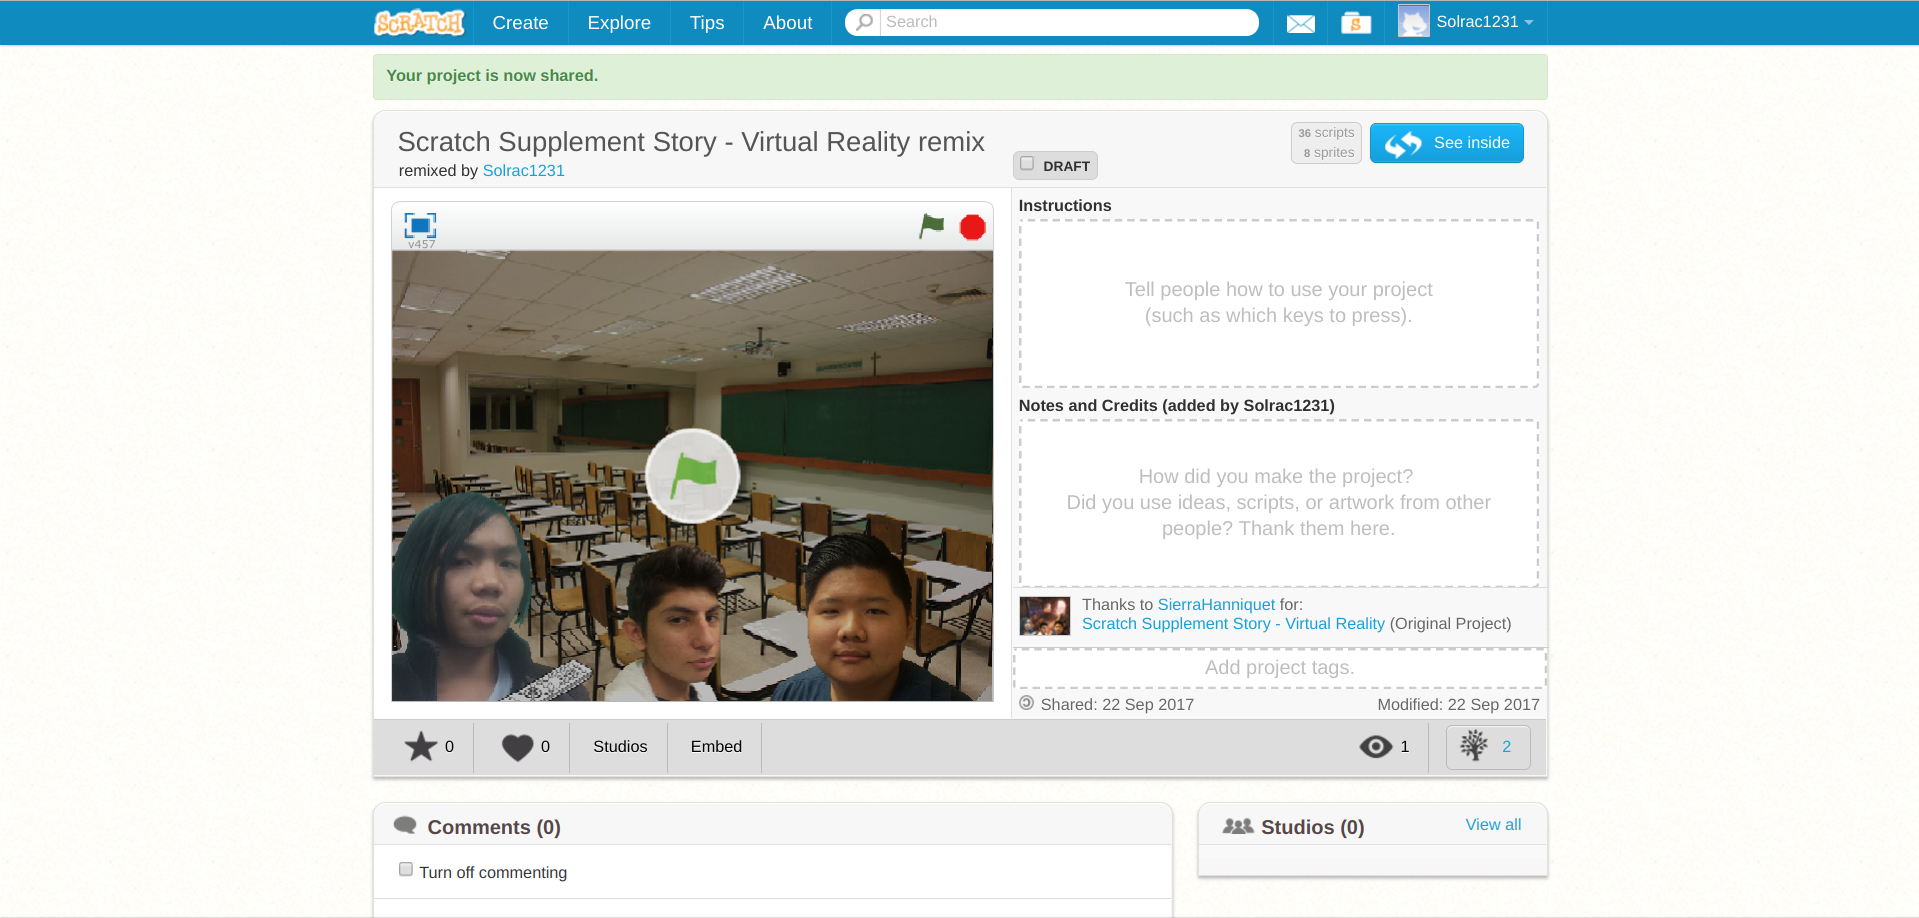 SCRATCH
Create
Explore
Tips
About
Search
S
Solrac1231
Your project is now shared.
Scratch Supplement Story - Virtual Reality remix
remixed by Solrac1231
DRAFT
36 scripts
8 sprites
See inside
v457
Instructions
Tell people how to use your project
(such as which keys to press).
Notes and Credits (added by Solrac1231)
How did you make the project?
Did you use ideas, scripts, or artwork from other
people? Thank them here.
Thanks to SierraHanniquet for:
Scratch Supplement Story - Virtual Reality (Original Project)
Add project tags.
Shared: 22 Sep 2017
Modified: 22 Sep 2017
0
0
Studios
Embed
1
2
Comments (0)
Turn off commenting
Studios (0)
View all